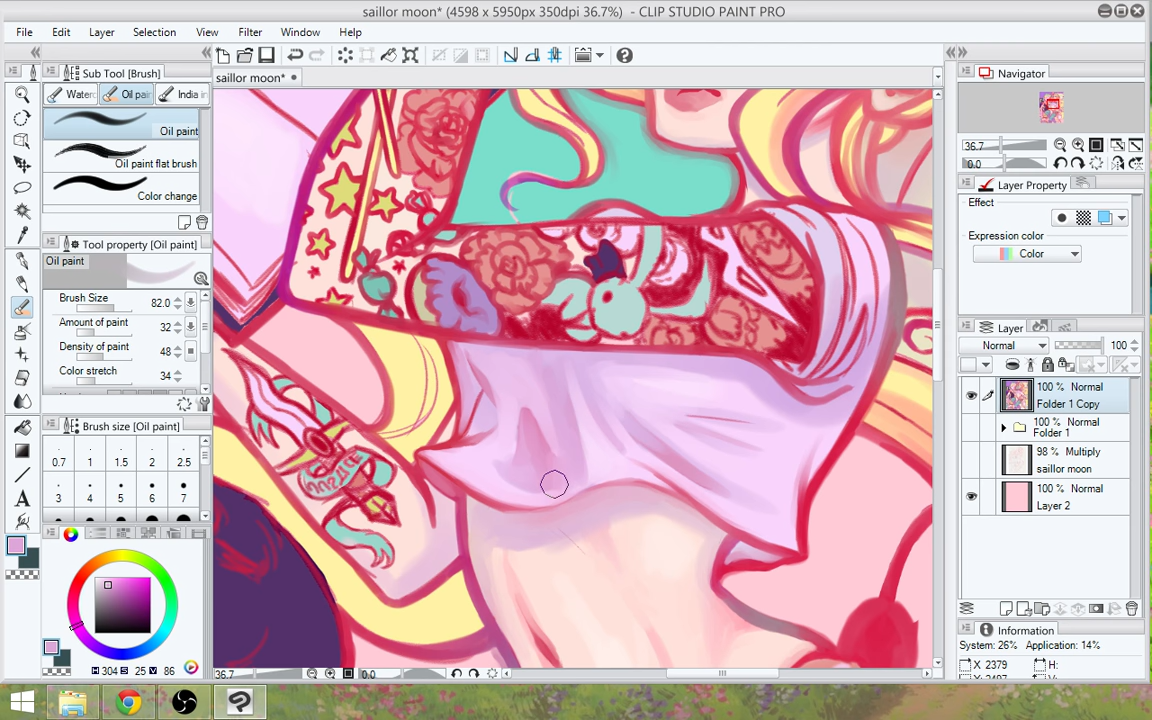 saillor moon* (4598 x 5950px 350dpi 36.7%)  - CLIP STUDIO PAINT PRO
File Edit Layer Selection View Filter Window Help
Sub Tool [Brush]
saillor moon*
Navigator
Oil pai
India in
Oil paint
Oil paint flat brush
Color change
36.7
0.0
Layer Property
Effect
Expression color
Color
Tool property [Oil paint]
Oil paint
Brush Size 82.0
Amount of paint 32
Density of paint 48
Color stretch 34
Layer
Normal 100
100 % Normal
Folder 1 Copy
100 % Normal
Folder 1
98 % Multiply
saillor moon
100 % Normal
Layer 2
Brush size [Oil paint]
0.7 1 1.5 2 2.5
3 4 5 6 7
H 304 S 25 V 86
36.7 0.0
Information
System: 26% Application: 14%
X 2379 H: